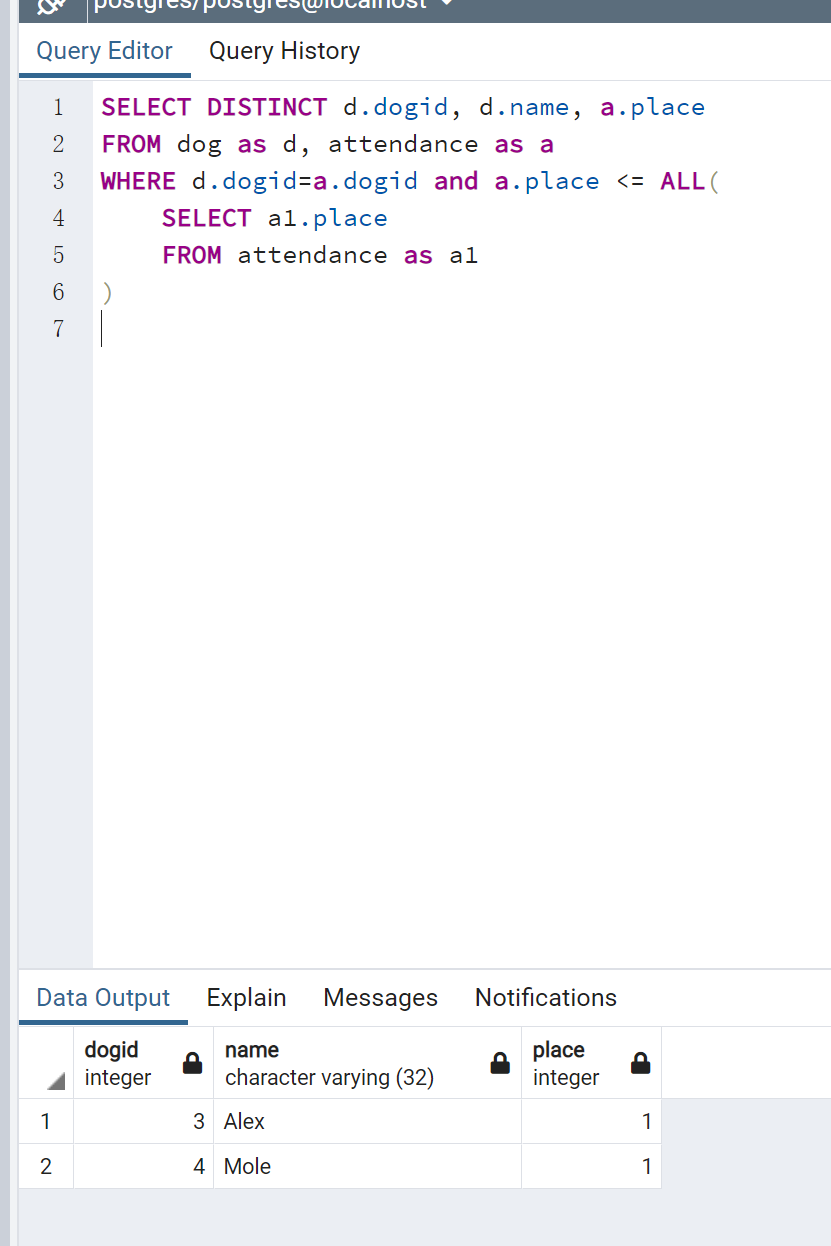 postgres/postgres@localhost
Query Editor Query History
1 SELECT DISTINCT d.dogid, d.name, a.place
2 FROM dog as d, attendance as a
3 WHERE d.dogid=a.dogid and a.place <= ALL(
4 SELECT a1.place
5 FROM attendance as a1
6 )
7
Data Output Explain Messages Notifications
dogid name place
integer character varying (32) integer
1 3 Alex 1
2 4 Mole 1